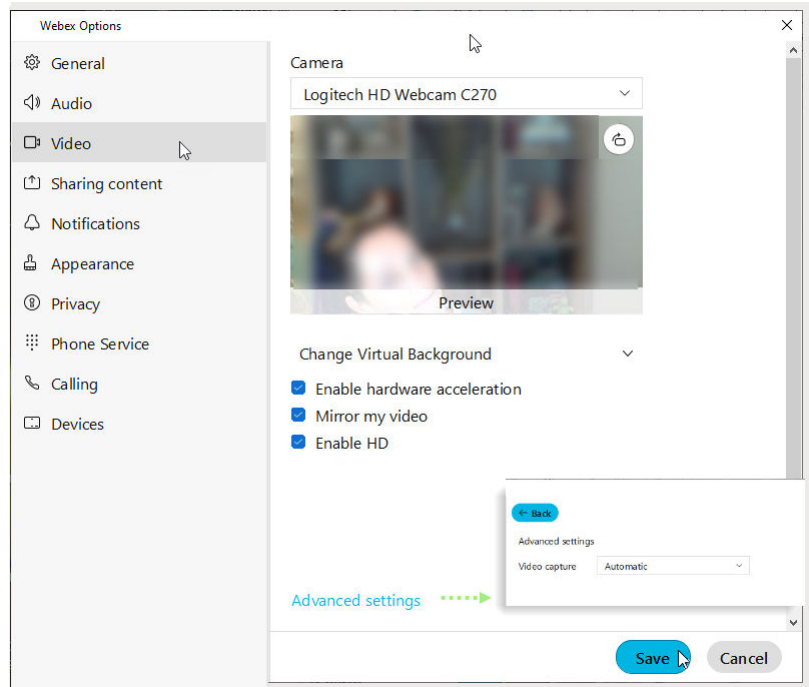 Webex Options
General
Audio
Video
Sharing content
Notifications
Appearance
Privacy
Phone Service
Calling
Devices
Camera
Logitech HD Webcam C270
Preview
Change Virtual Background
Enable hardware acceleration
Mirror my video
Enable HD
Advanced settings
← Back
Advanced settings
Video capture Automatic
Save Cancel